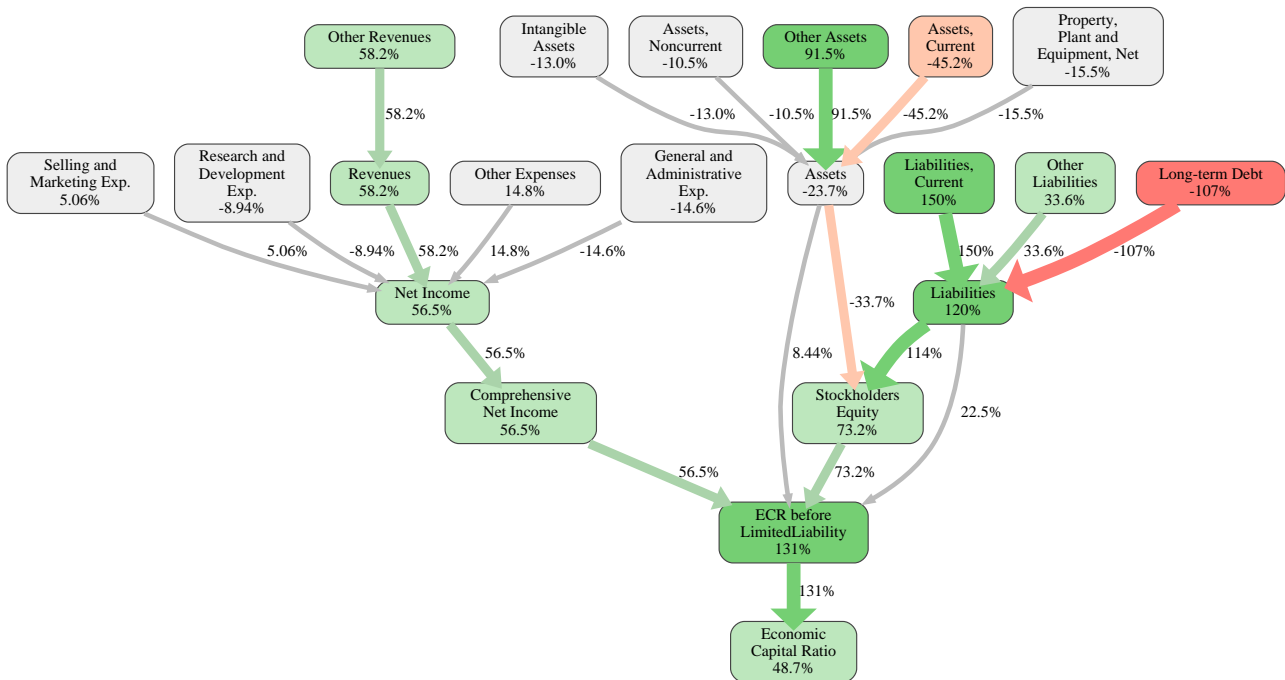 Other Revenues
58.2%
Intangible
Assets
-13.0%
Assets,
Noncurrent
-10.5%
Other Assets
91.5%
Assets,
Current
-45.2%
Property,
Plant and
Equipment, Net
-15.5%
58.2%
-13.0%
-10.5%
91.5%
-45.2%
-15.5%
Selling and
Marketing Exp.
5.06%
Research and
Development
Exp.
-8.94%
Revenues
58.2%
Other Expenses
14.8%
General and
Administrative
Exp.
-14.6%
Assets
-23.7%
Liabilities,
Current
150%
Other
Liabilities
33.6%
Long-term Debt
-107%
5.06%
-8.94%
58.2%
14.8%
-14.6%
150%
33.6%
-107%
Net Income
56.5%
Liabilities
120%
-33.7%
56.5%
8.44%
114%
22.5%
Comprehensive
Net Income
56.5%
Stockholders
Equity
73.2%
56.5%
73.2%
ECR before
LimitedLiability
131%
131%
Economic
Capital Ratio
48.7%